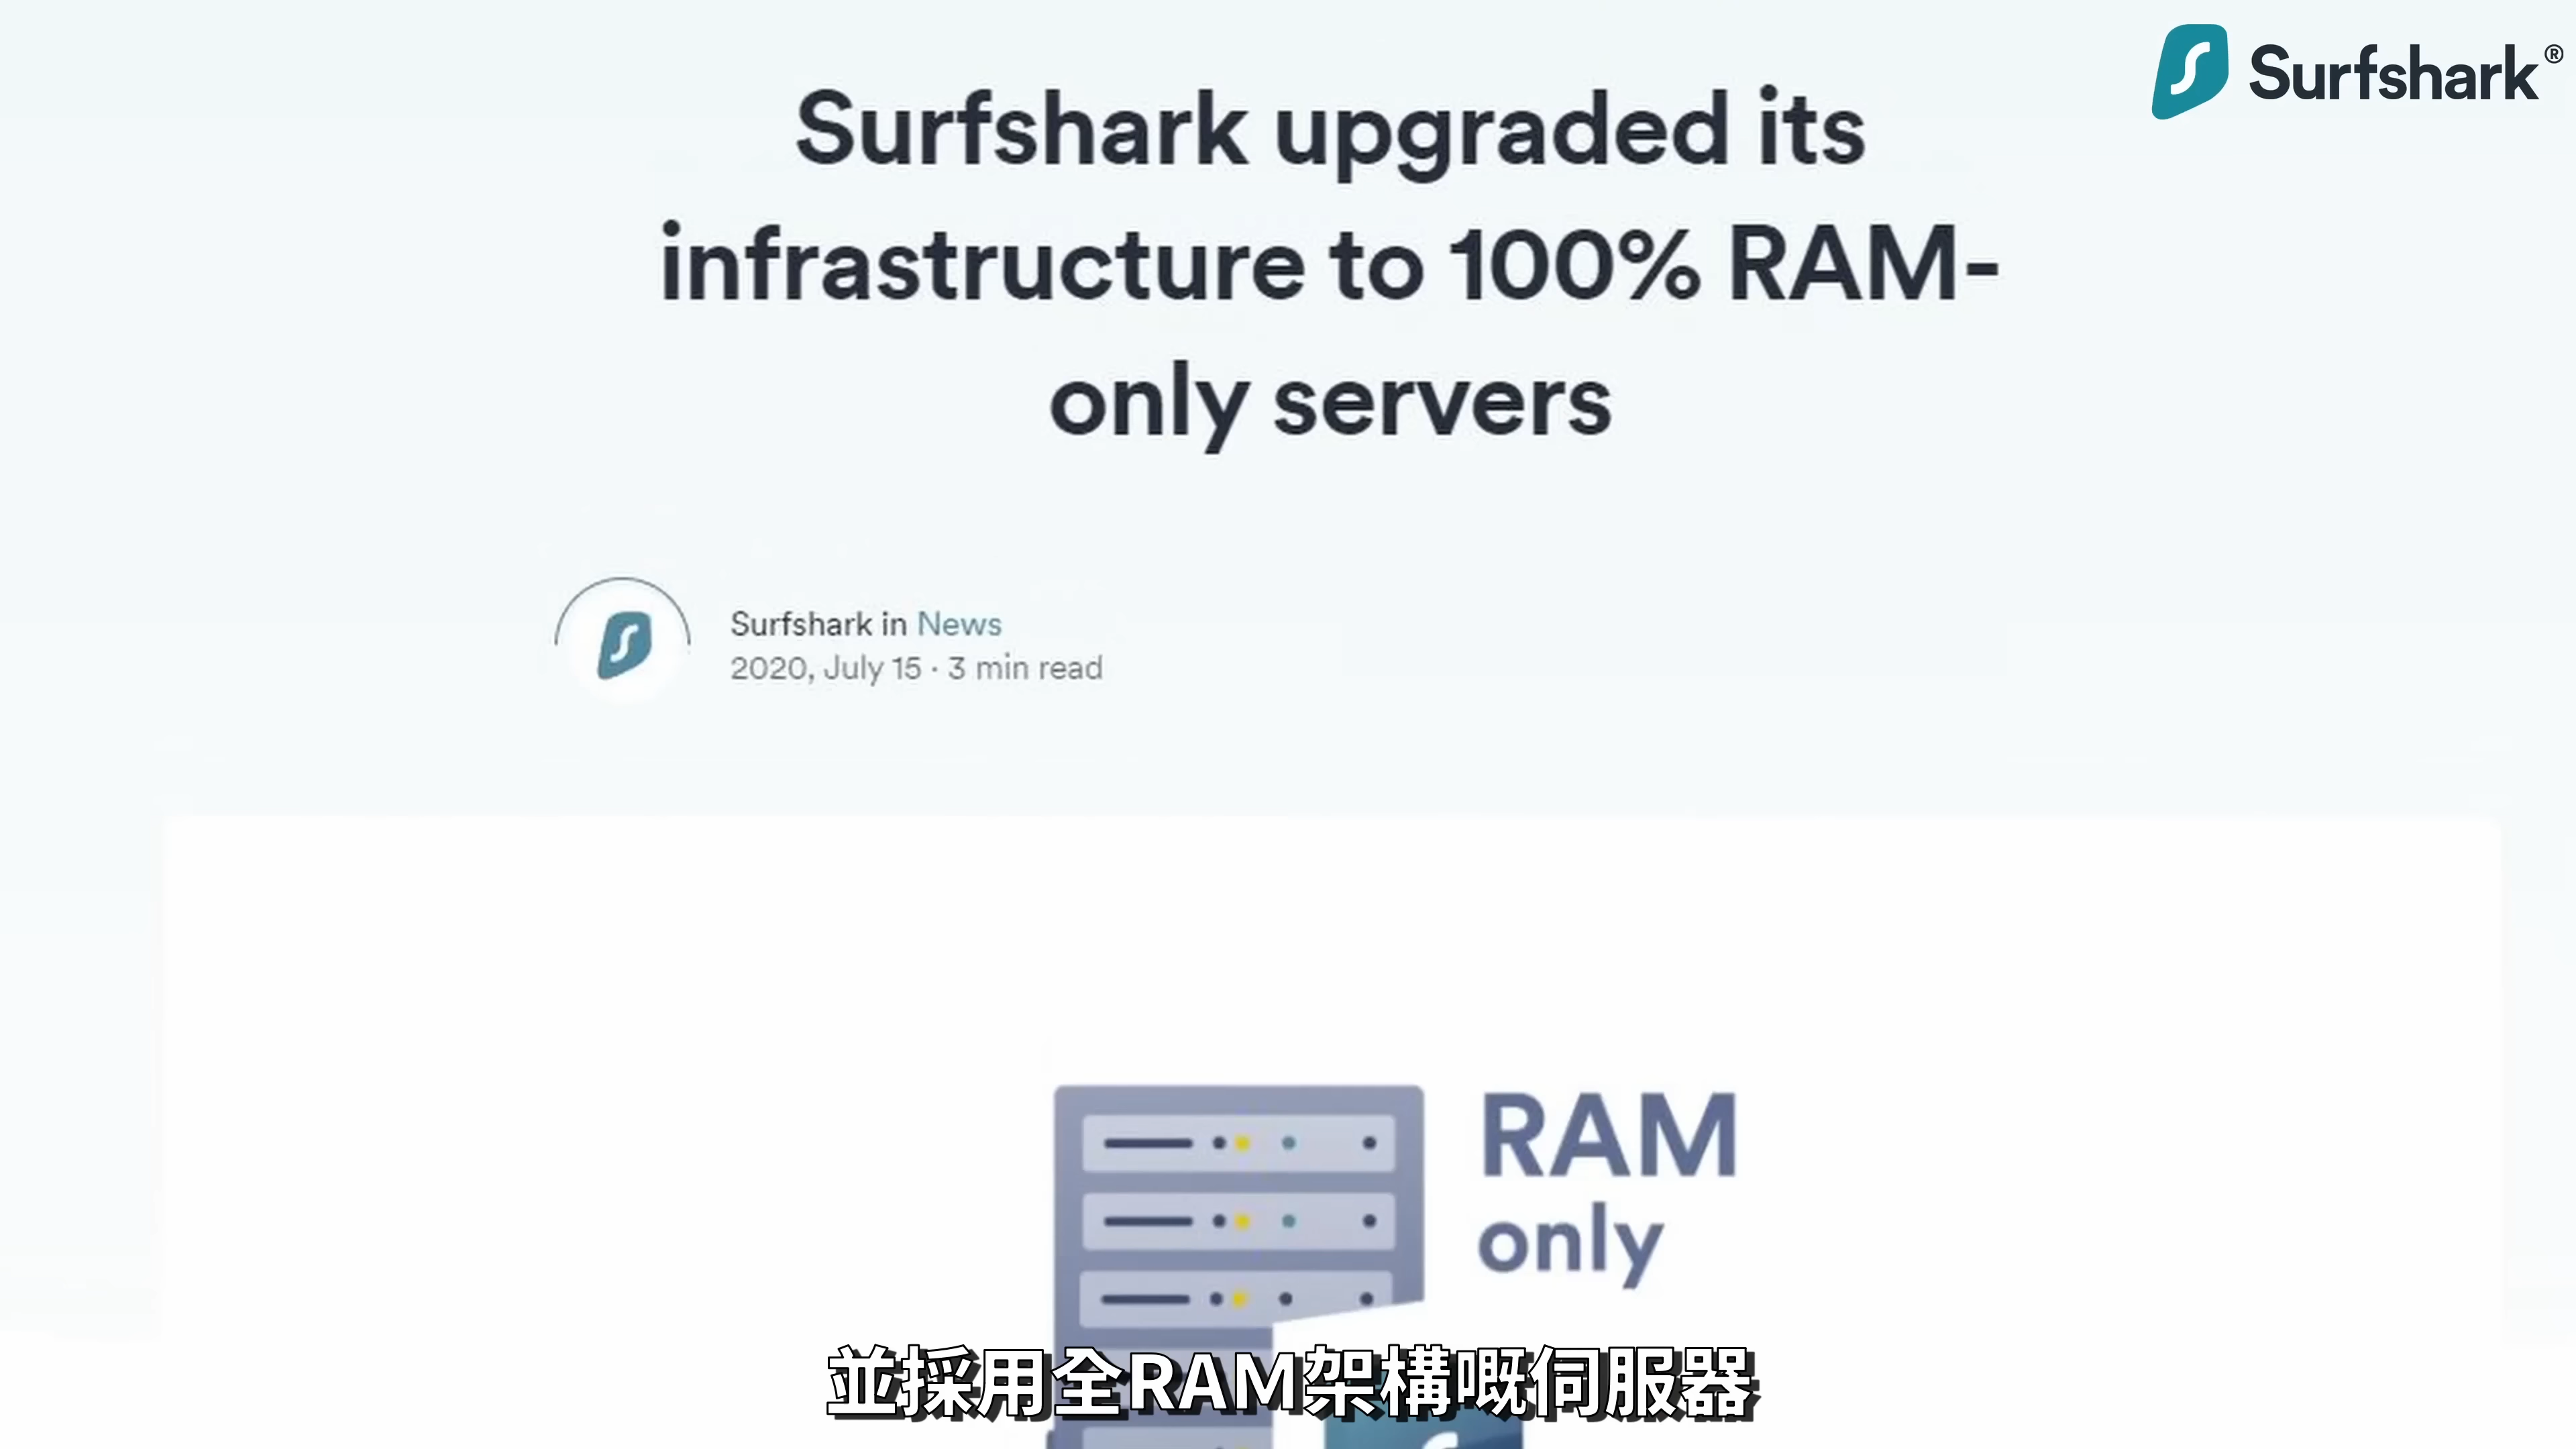 Surfshark®
Surfshark upgraded its
infrastructure to 100% RAM-
only servers
Surfshark in News
2020, July 15 · 3 min read
RAM
only
並採用全RAM架構嘅伺服器